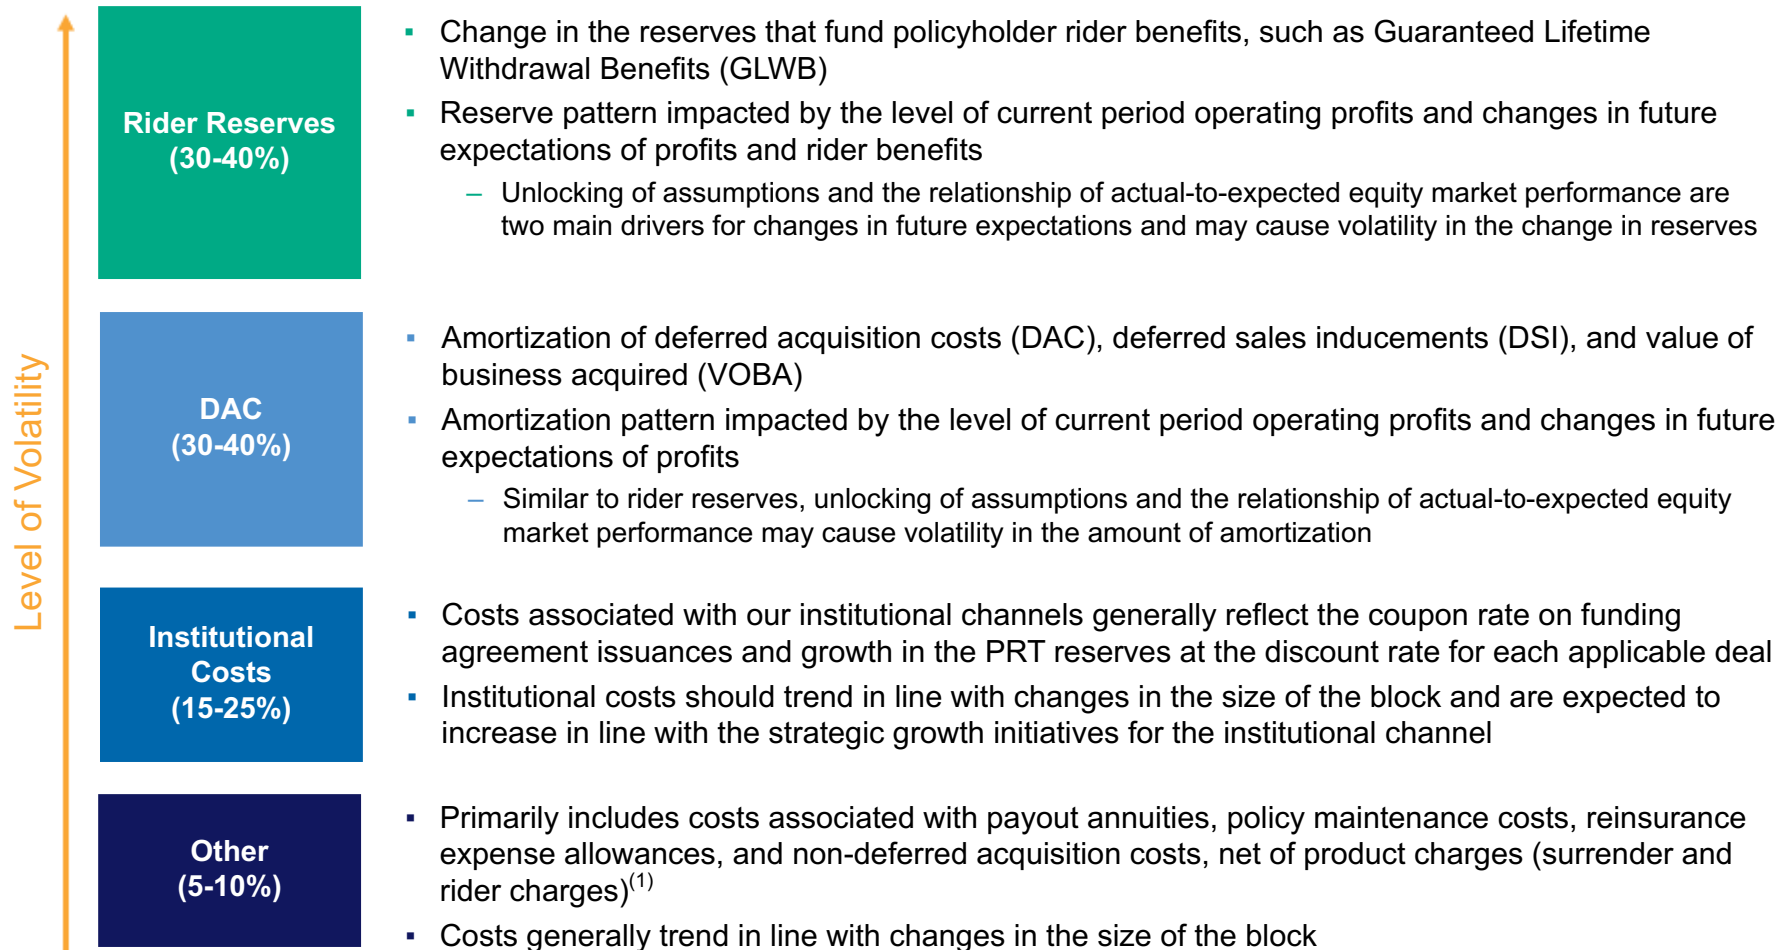 Level of Volatility
Rider Reserves
(30-40%)
▪ Change in the reserves that fund policyholder rider benefits, such as Guaranteed Lifetime
Withdrawal Benefits (GLWB)
▪ Reserve pattern impacted by the level of current period operating profits and changes in future
expectations of profits and rider benefits
– Unlocking of assumptions and the relationship of actual-to-expected equity market performance are
two main drivers for changes in future expectations and may cause volatility in the change in reserves
DAC
(30-40%)
▪ Amortization of deferred acquisition costs (DAC), deferred sales inducements (DSI), and value of
business acquired (VOBA)
▪ Amortization pattern impacted by the level of current period operating profits and changes in future
expectations of profits
– Similar to rider reserves, unlocking of assumptions and the relationship of actual-to-expected equity
market performance may cause volatility in the amount of amortization
Institutional
Costs
(15-25%)
▪ Costs associated with our institutional channels generally reflect the coupon rate on funding
agreement issuances and growth in the PRT reserves at the discount rate for each applicable deal
▪ Institutional costs should trend in line with changes in the size of the block and are expected to
increase in line with the strategic growth initiatives for the institutional channel
Other
(5-10%)
▪ Primarily includes costs associated with payout annuities, policy maintenance costs, reinsurance
expense allowances, and non-deferred acquisition costs, net of product charges (surrender and
rider charges)(1)
▪ Costs generally trend in line with changes in the size of the block